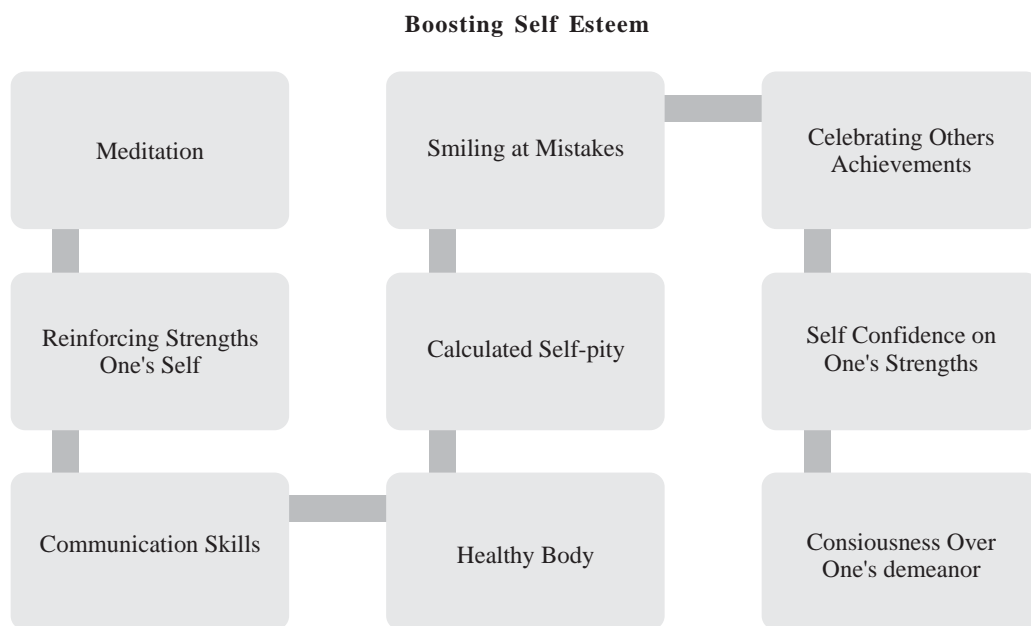 Boosting Self Esteem
Meditation
Reinforcing Strengths
One's Self
Communication Skills
Healthy Body
Calculated Self-pity
Smiling at Mistakes
Celebrating Others
Achievements
Self Confidence on
One's Strengths
Consiousness Over
One's demeanor